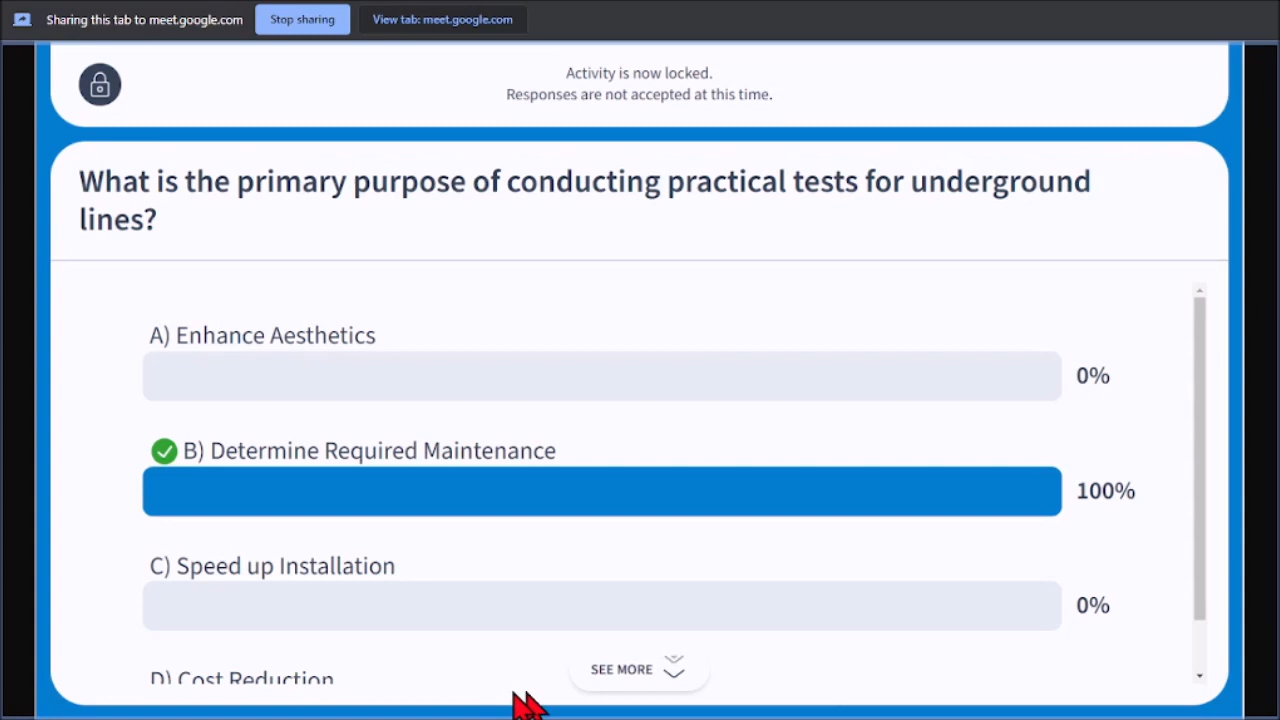 Sharing this tab to meet.google.com
Stop sharing
View tab: meet.google.com
Activity is now locked.
Responses are not accepted at this time.
What is the primary purpose of conducting practical tests for underground
lines?
A) Enhance Aesthetics
0%
B) Determine Required Maintenance
100%
C) Speed up Installation
0%
D) Cost Reduction
SEE MORE